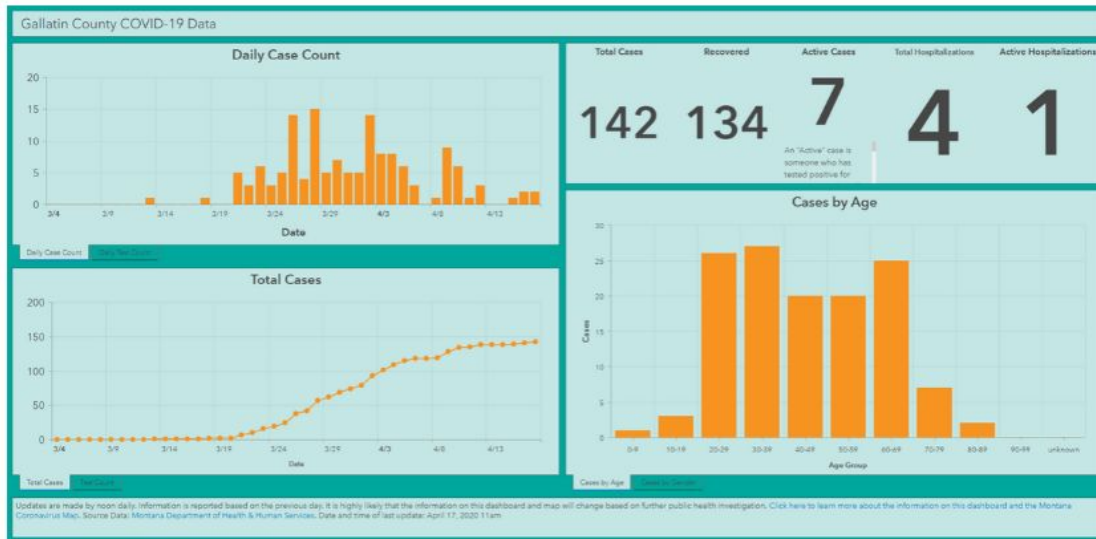 Gallatin County COVID-19 Data
Daily Case Count
20
15
10
5
0
3/4 3/9 3/14 3/19 3/24 3/29 4/3 4/8 4/13
Date
Daily Case Count Daily Test Count
Total Cases
200
150
100
50
0
3/4 3/9 3/14 3/19 3/24 3/29 4/3 4/8 4/13
Date
Total Cases Test Count
Total Cases Recovered Active Cases Total Hospitalizations Active Hospitalizations
142 134 7 4 1
An "Active" case is
someone who has
tested positive for
Cases by Age
30
25
20
15
10
5
0
Cases
0-9 10-19 20-29 30-39 40-49 50-59 60-69 70-79 80-89 90-99 unknown
Age Group
Cases by Age Cases by Gender
Updates are made by noon daily. Information is reported based on the previous day. It is highly likely that the information on this dashboard and map will change based on further public health investigation. Click here to learn more about the information on this dashboard and the Montana
Coronavirus Map. Source Data: Montana Department of Health & Human Services. Date and time of last update: April 17, 2020 11am